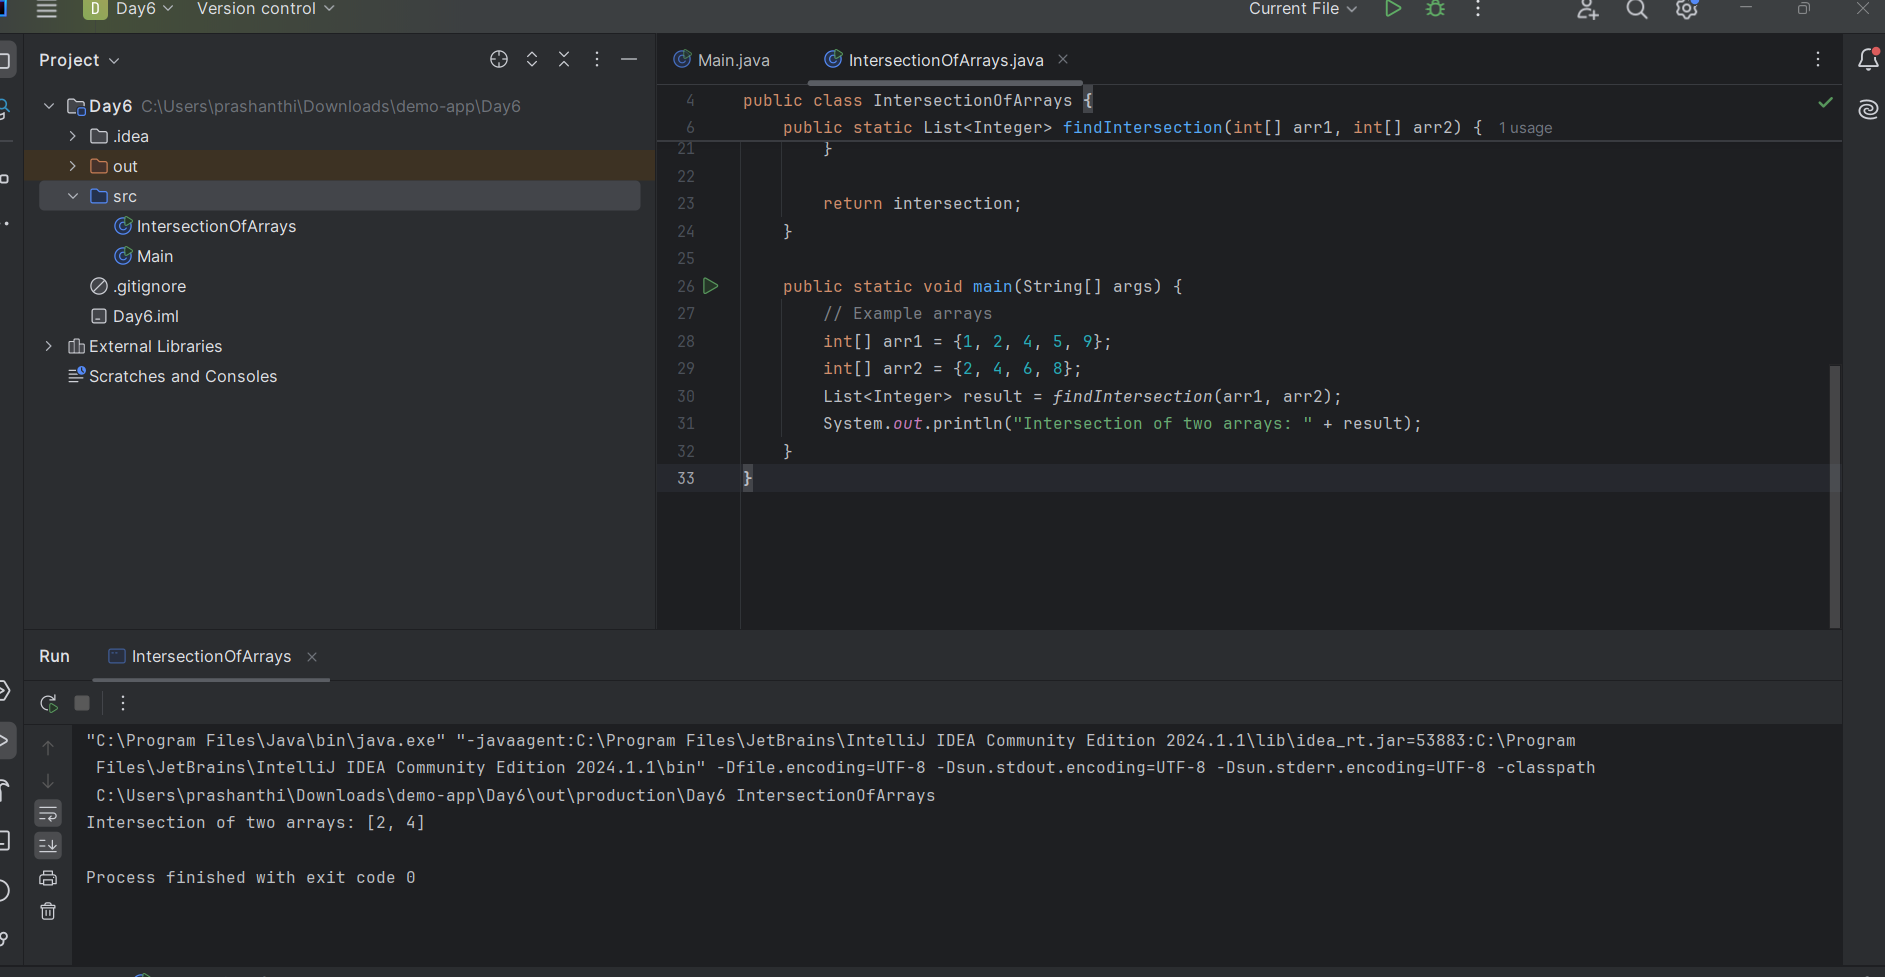 D Day6 Version control Current File
Project
Day6 C:\Users\prashanthi\Downloads\demo-app\Day6
.idea
out
src
IntersectionOfArrays
Main
.gitignore
Day6.iml
External Libraries
Scratches and Consoles
Main.java IntersectionOfArrays.java
4 public class IntersectionOfArrays {
6 public static List<Integer> findIntersection(int[] arr1, int[] arr2) { 1 usage
21 }
22
23 return intersection;
24 }
25
26 public static void main(String[] args) {
27 // Example arrays
28 int[] arr1 = {1, 2, 4, 5, 9};
29 int[] arr2 = {2, 4, 6, 8};
30 List<Integer> result = findIntersection(arr1, arr2);
31 System.out.println("Intersection of two arrays: " + result);
32 }
33 }
Run IntersectionOfArrays
"C:\Program Files\Java\bin\java.exe" "-javaagent:C:\Program Files\JetBrains\IntelliJ IDEA Community Edition 2024.1.1\lib\idea_rt.jar=53883:C:\Program
Files\JetBrains\IntelliJ IDEA Community Edition 2024.1.1\bin" -Dfile.encoding=UTF-8 -Dsun.stdout.encoding=UTF-8 -Dsun.stderr.encoding=UTF-8 -classpath
C:\Users\prashanthi\Downloads\demo-app\Day6\out\production\Day6 IntersectionOfArrays
Intersection of two arrays: [2, 4]
Process finished with exit code 0